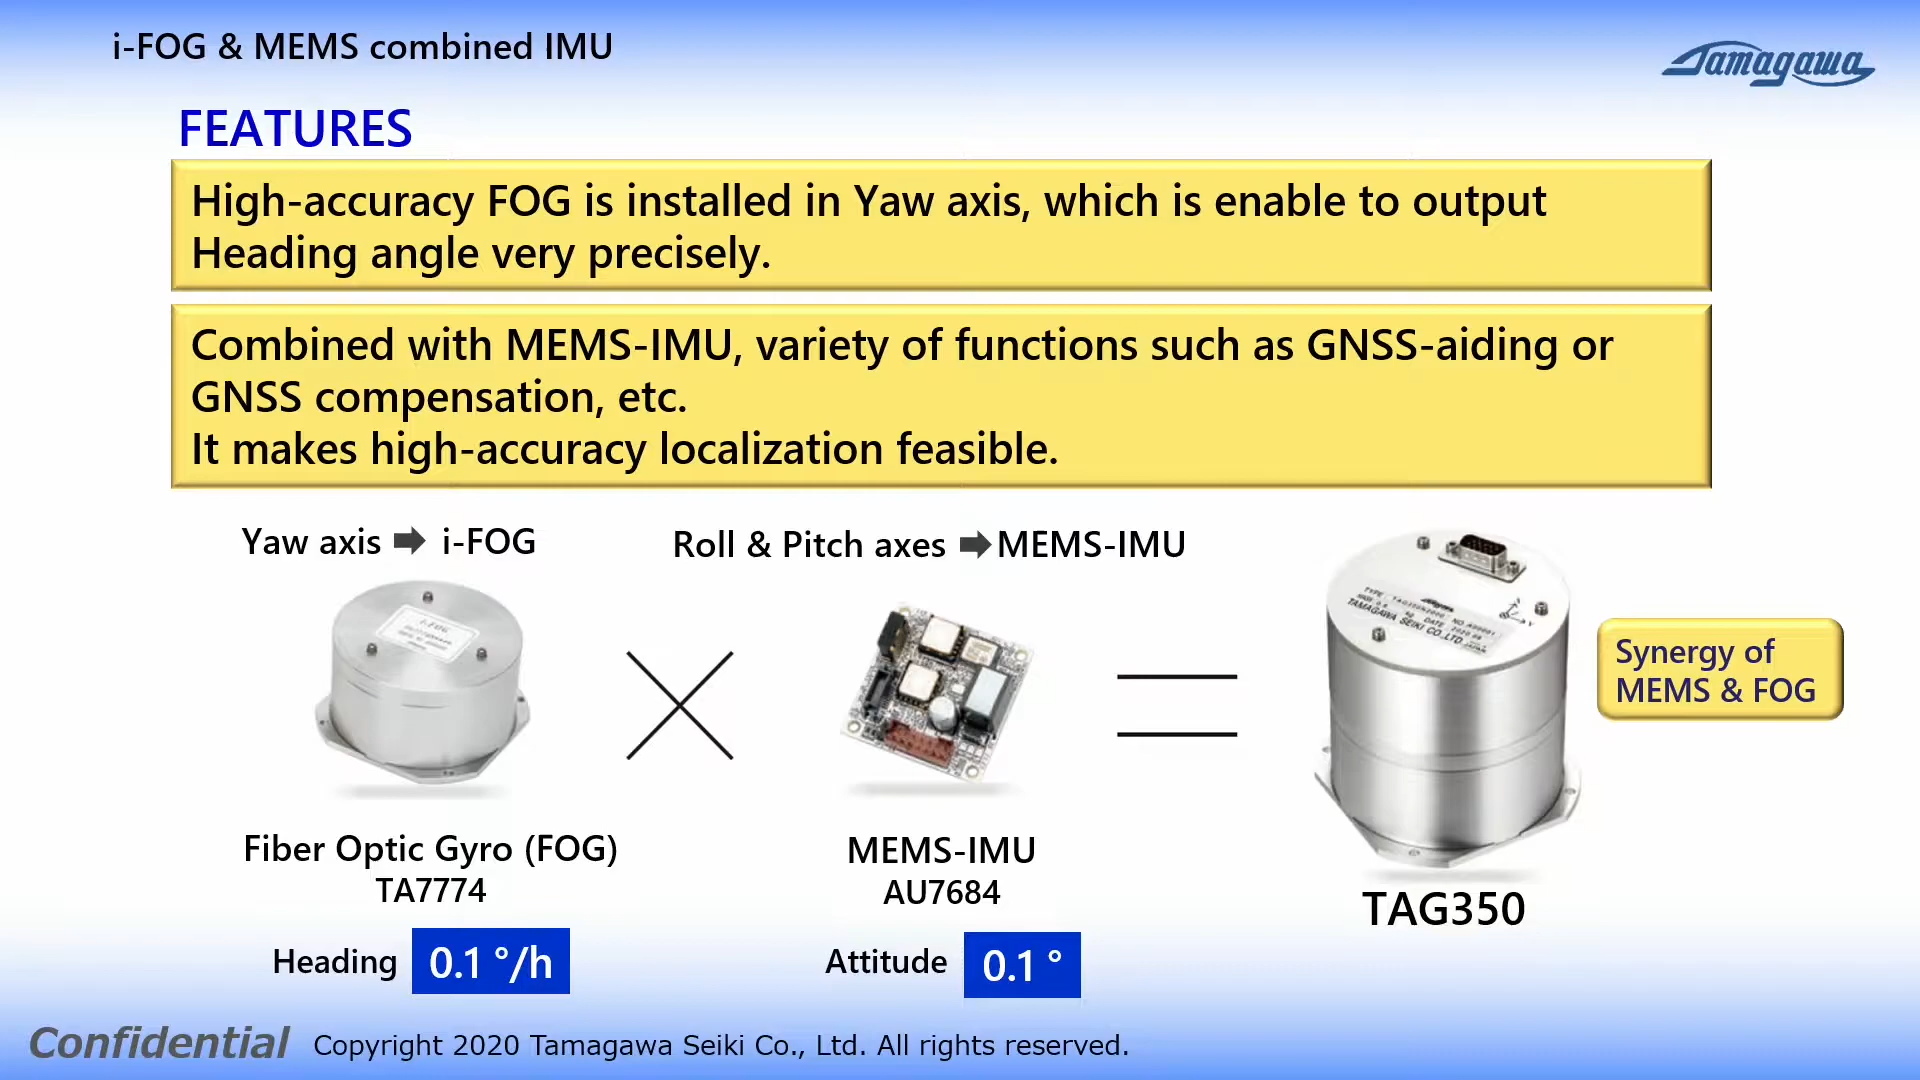 i-FOG & MEMS combined IMU
Tamagawa
FEATURES
High-accuracy FOG is installed in Yaw axis, which is enable to output
Heading angle very precisely.
Combined with MEMS-IMU, variety of functions such as GNSS-aiding or
GNSS compensation, etc.
It makes high-accuracy localization feasible.
Yaw axis ➡ i-FOG
Roll & Pitch axes ➡MEMS-IMU
i-FOG
TAMAGAWA SEIKI CO.,LTD
Synergy of
MEMS & FOG
Fiber Optic Gyro (FOG)
TA7774
MEMS-IMU
AU7684
TAG350
Heading 0.1 °/h
Attitude 0.1 °
Confidential Copyright 2020 Tamagawa Seiki Co., Ltd. All rights reserved.